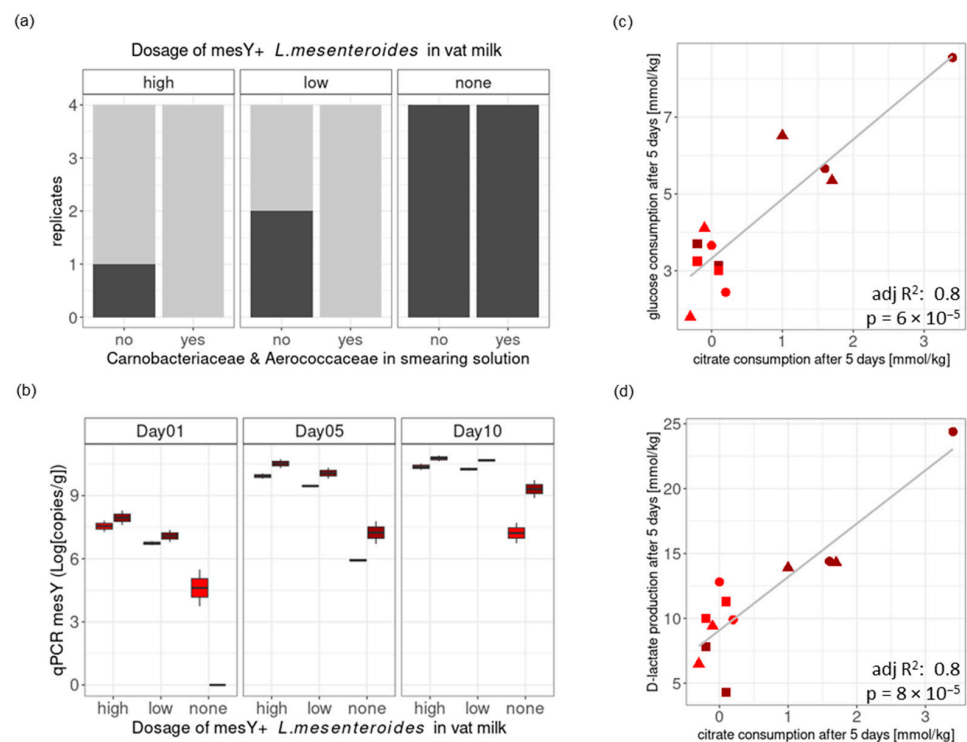 (a)
Dosage of mesY+ L.mesenteroides in vat milk
high low none
replicates
4
3
2
1
0
no yes no yes no yes
Carnobacteriaceae & Aerococcaceae in smearing solution
(b)
Day01 Day05 Day10
qPCR mesY (Log[copies/g])
9
6
3
0
high low none high low none high low none
Dosage of mesY+ L.mesenteroides in vat milk
(c)
glucose consumption after 5 days [mmol/kg]
7
5
3
adj R²: 0.8
p = 6 × 10⁻⁵
0 1 2 3
citrate consumption after 5 days [mmol/kg]
(d)
D-lactate production after 5 days [mmol/kg]
25
20
15
10
5
adj R²: 0.8
p = 8 × 10⁻⁵
0 1 2 3
citrate consumption after 5 days [mmol/kg]